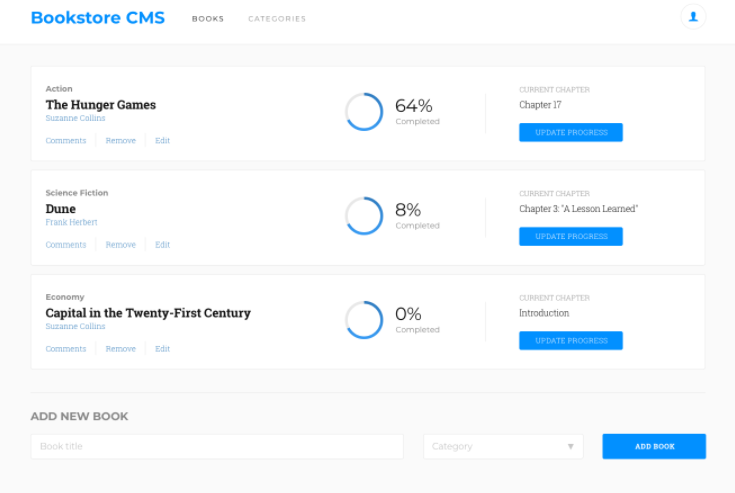 Bookstore CMS BOOKS CATEGORIES
Action
The Hunger Games
Suzanne Collins
Comments Remove Edit
64%
Completed
CURRENT CHAPTER
Chapter 17
UPDATE PROGRESS
Science Fiction
Dune
Frank Herbert
Comments Remove Edit
8%
Completed
CURRENT CHAPTER
Chapter 3: "A Lesson Learned"
UPDATE PROGRESS
Economy
Capital in the Twenty-First Century
Suzanne Collins
Comments Remove Edit
0%
Completed
CURRENT CHAPTER
Introduction
UPDATE PROGRESS
ADD NEW BOOK
Book title
Category
ADD BOOK